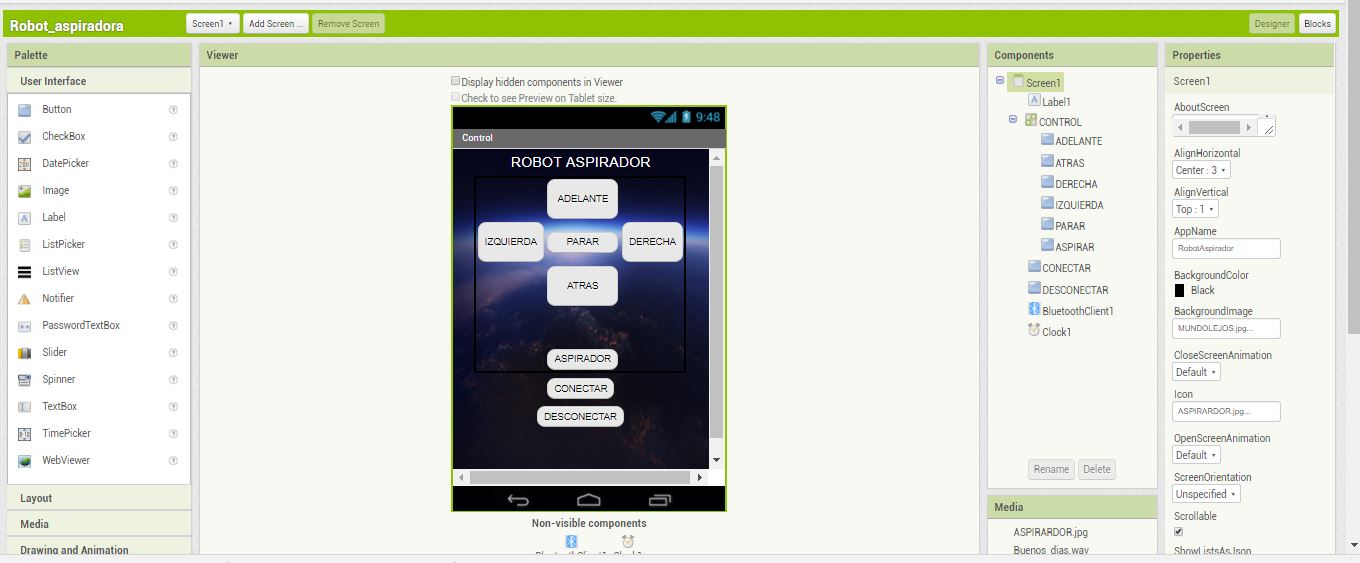 Robot_aspiradora
Screen1
Add Screen ...
Remove Screen
Designer
Blocks
Palette
User Interface
Button
CheckBox
DatePicker
Image
Label
ListPicker
ListView
Notifier
PasswordTextBox
Slider
Spinner
TextBox
TimePicker
WebViewer
Layout
Media
Drawing and Animation
Viewer
Display hidden components in Viewer
Check to see Preview on Tablet size.
9:48
Control
ROBOT ASPIRADOR
ADELANTE
IZQUIERDA PARAR DERECHA
ATRAS
ASPIRADOR
CONECTAR
DESCONECTAR
Non-visible components
BluetoothClient1 Clock1
Components
Screen1
Label1
CONTROL
ADELANTE
ATRAS
DERECHA
IZQUIERDA
PARAR
ASPIRAR
CONECTAR
DESCONECTAR
BluetoothClient1
Clock1
Rename Delete
Media
ASPIRARDOR.jpg
Buenos_dias.wav
Properties
Screen1
AboutScreen
AlignHorizontal
Center : 3
AlignVertical
Top : 1
AppName
RobotAspirador
BackgroundColor
Black
BackgroundImage
MUNDOLEJOS.jpg...
CloseScreenAnimation
Default
Icon
ASPIRARDOR.jpg...
OpenScreenAnimation
Default
ScreenOrientation
Unspecified
Scrollable
ShowListsAsJson